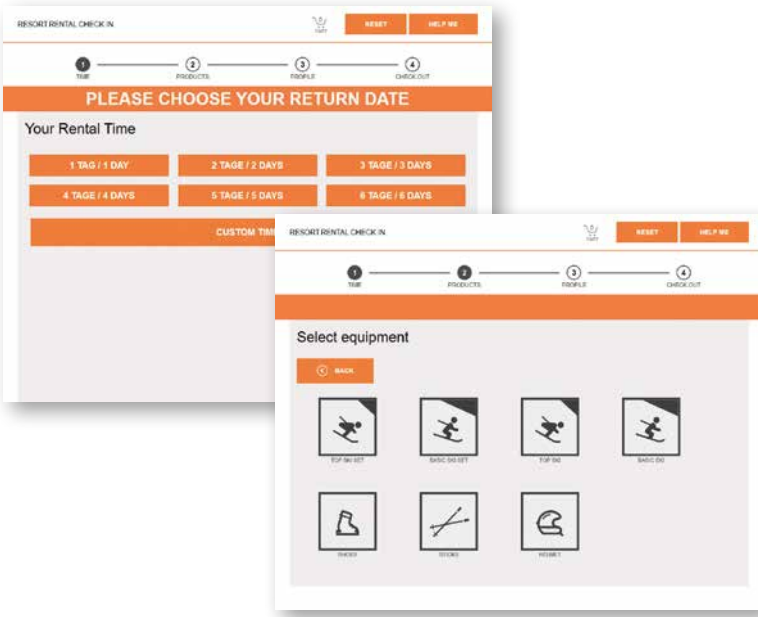 RESORT RENTAL CHECK IN
CART
RESET
HELP ME
1
2
3
4
TIME
PRODUCTS
PROFILE
CHECK OUT
PLEASE CHOOSE YOUR RETURN DATE
Your Rental Time
1 TAG / 1 DAY
2 TAGE / 2 DAYS
3 TAGE / 3 DAYS
4 TAGE / 4 DAYS
5 TAGE / 5 DAYS
6 TAGE / 6 DAYS
CUSTOM TIM
RESORT RENTAL CHECK IN
CART
RESET
HELP ME
1
2
3
4
TIME
PRODUCTS
PROFILE
CHECK OUT
Select equipment
BACK
TOP SKI SET
BASIC SKI SET
TOP SKI
BASIC SKI
SHOES
STICKS
HELMET